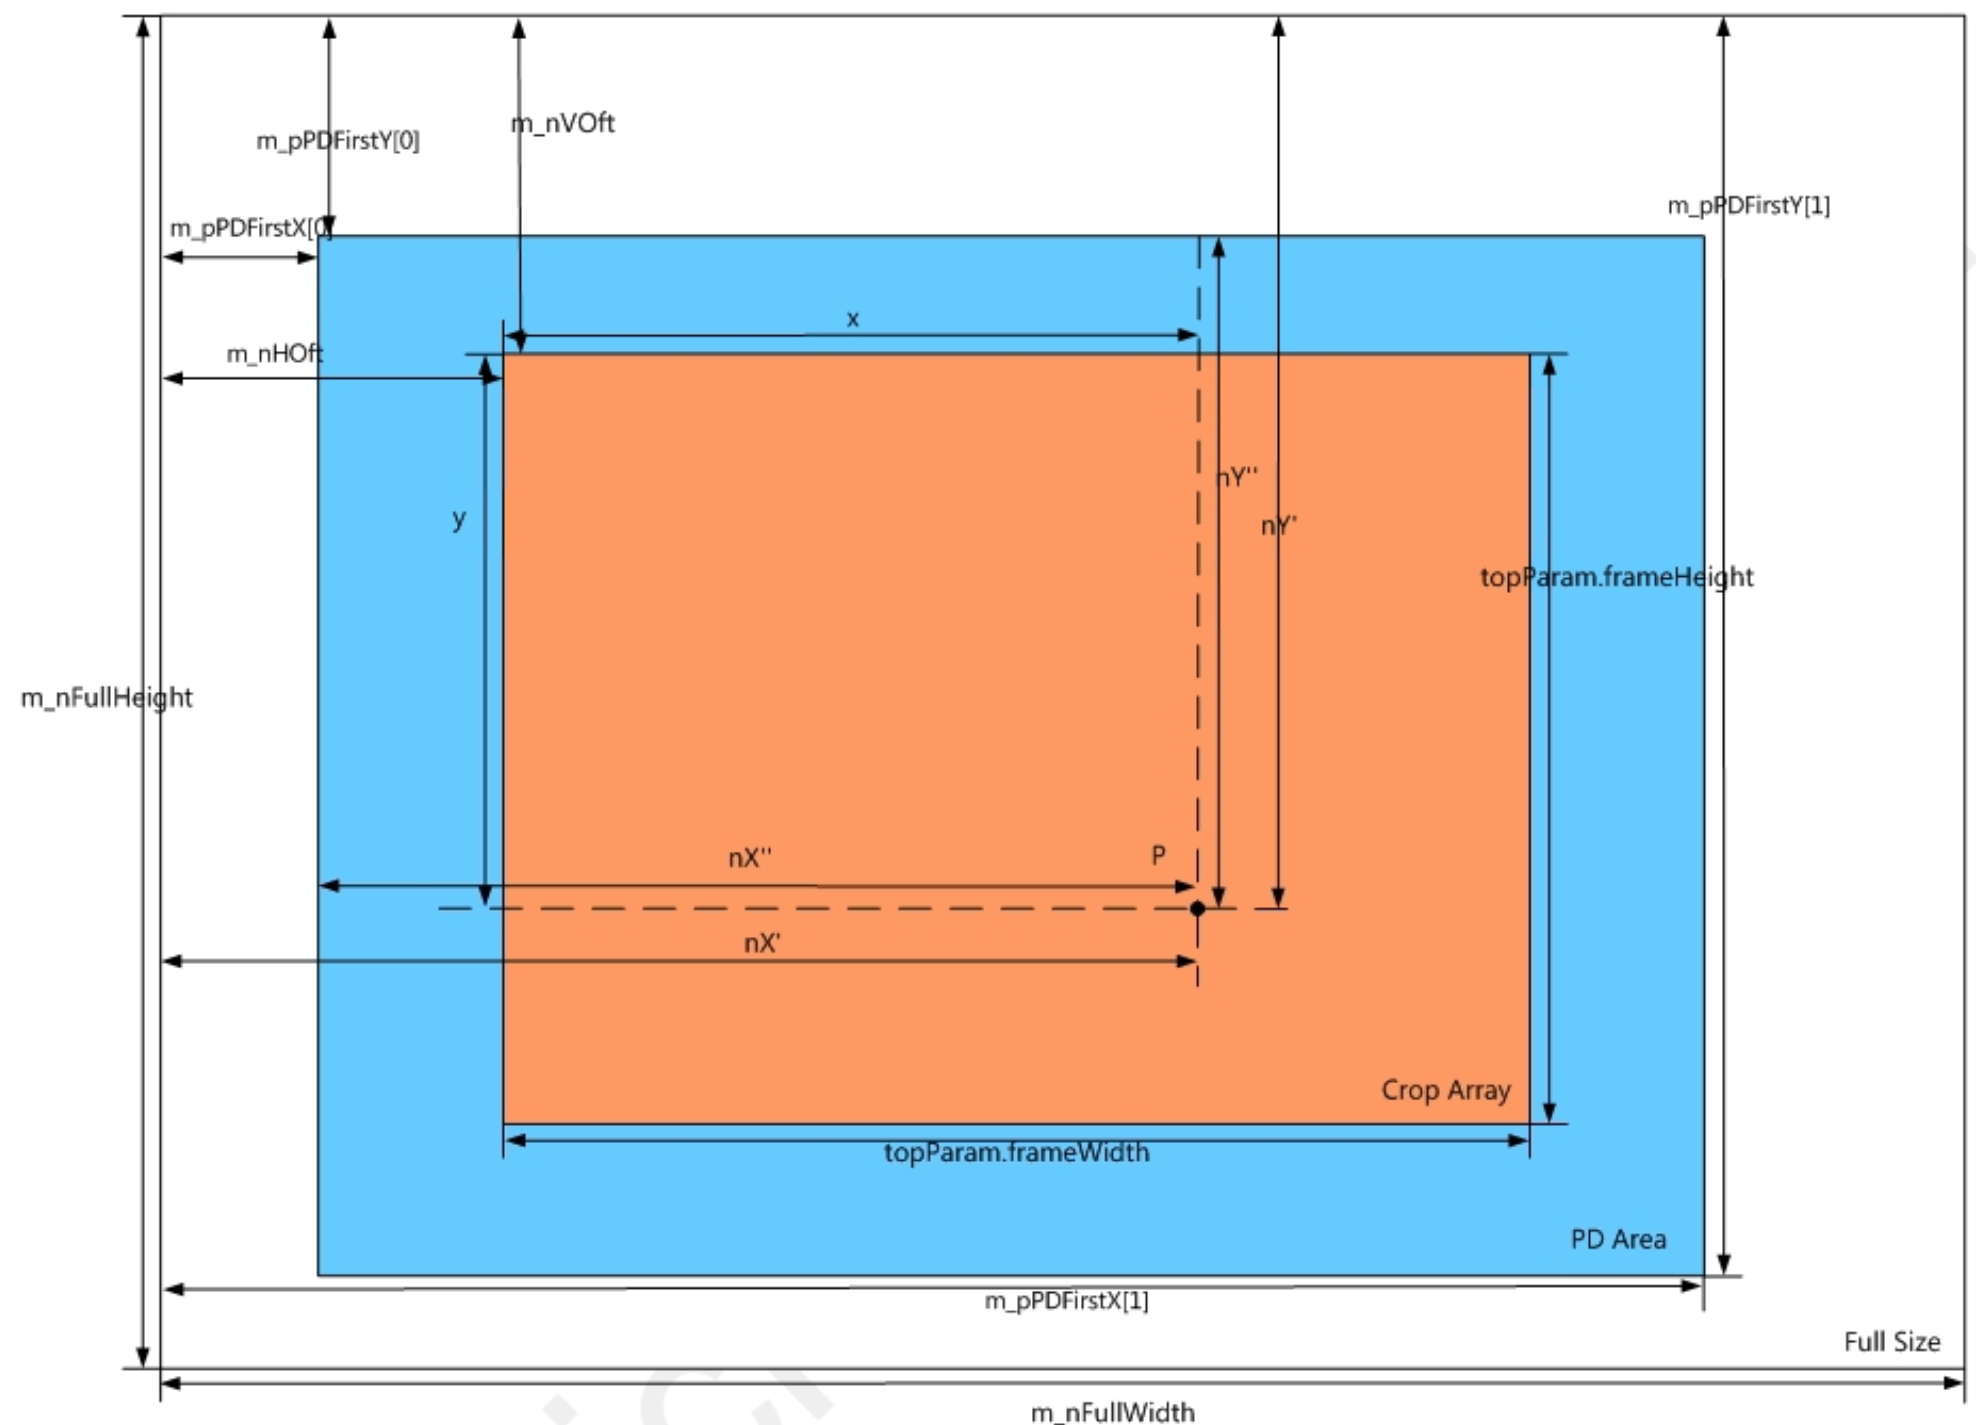 m_nVOft
m_pPDFirstY[0]
m_pPDFirstY[1]
m_pPDFirstX[0]
x
m_nHOft
nY''
y
nY'
topParam.frameHeight
m_nFullHeight
P
nX''
nX'
Crop Array
topParam.frameWidth
PD Area
m_pPDFirstX[1]
Full Size
m_nFullWidth